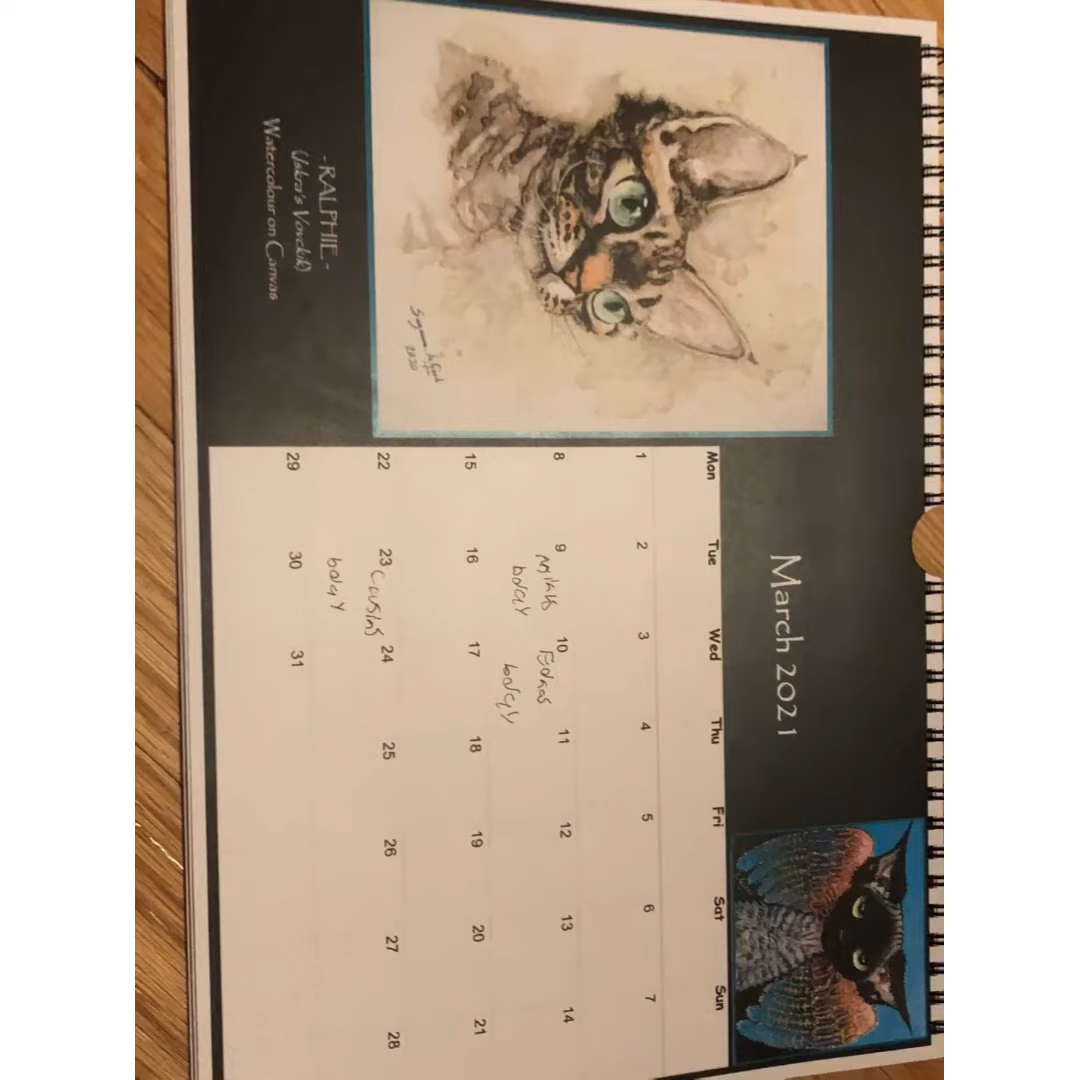 March 2021
- RALPHIE -
Watercolour on Canvas
2020
Mon Tue Wed Thu Fri Sat Sun
1 2 3 4 5 6 7
8 9 10 11 12 13 14
bday bday
15 16 17 18 19 20 21
22 23 24 25 26 27 28
cousins
bday
29 30 31